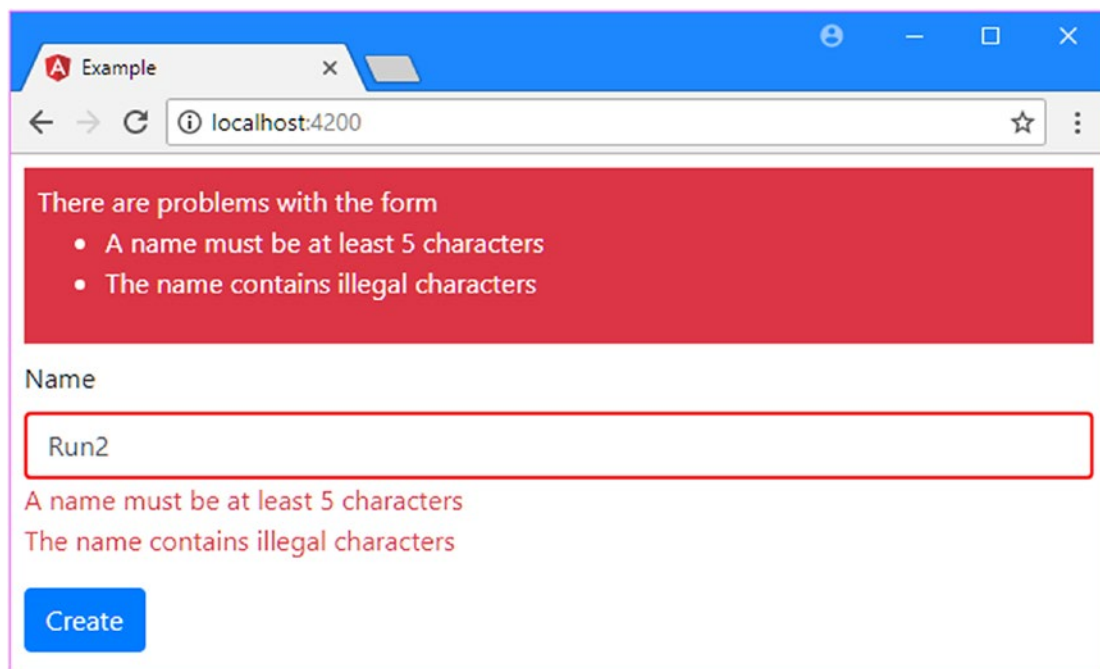 Example
localhost:4200
There are problems with the form
• A name must be at least 5 characters
• The name contains illegal characters
Name
Run2
A name must be at least 5 characters
The name contains illegal characters
Create